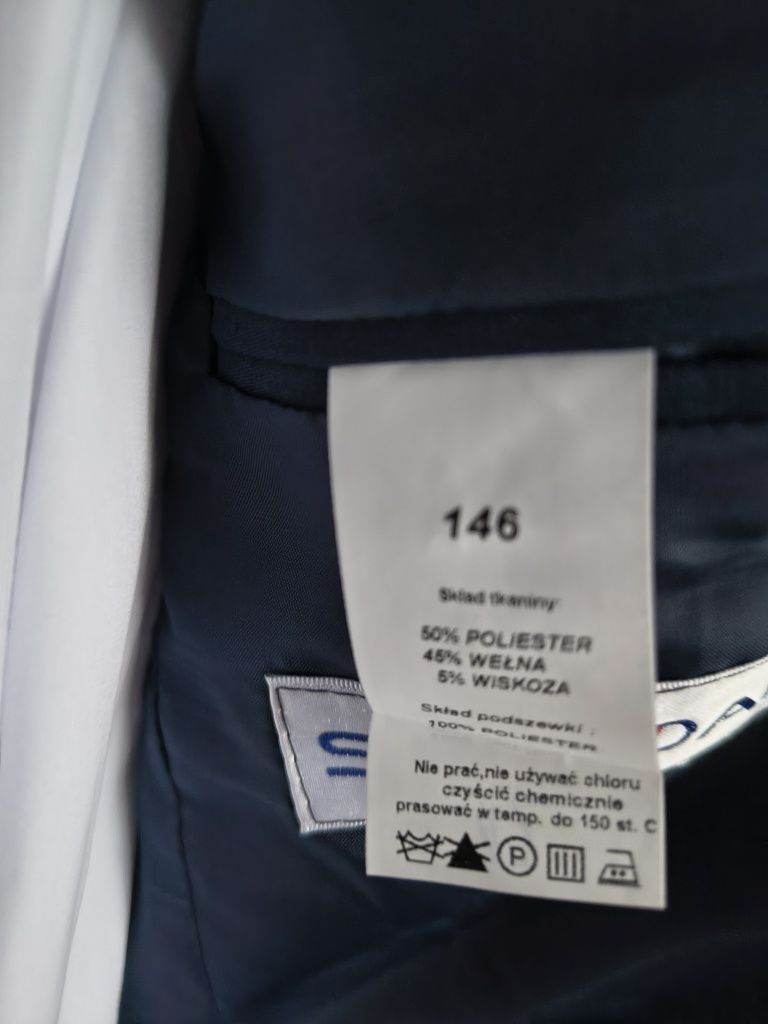 146
Skład tkaniny:
50% POLIESTER
45% WEŁNA
5% WISKOZA
Skład podszewki :
100% POLIESTER
Nie prać,nie używać chloru
czyścić chemicznie
prasować w temp. do 150 st. C
P